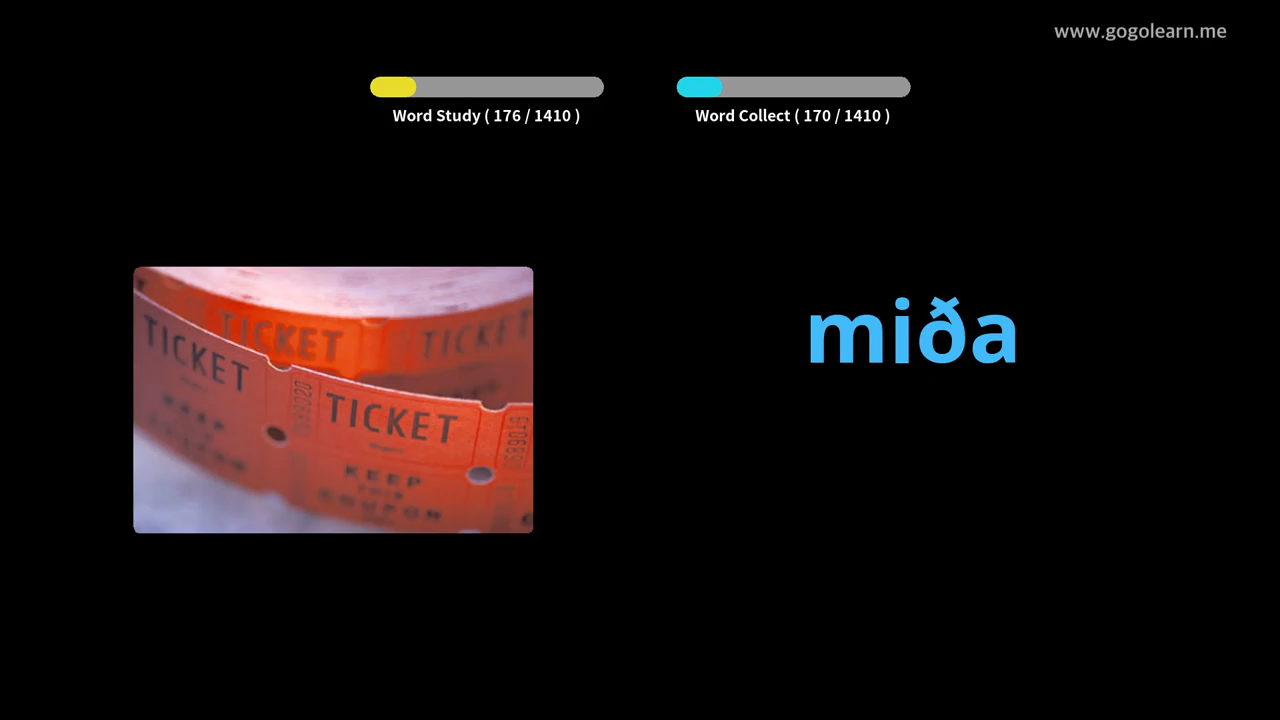 www.gogolearn.me
Word Study ( 176 / 1410 )
Word Collect ( 170 / 1410 )
miða
TICKET
TICKET
TICKET
TICKET
KEEP